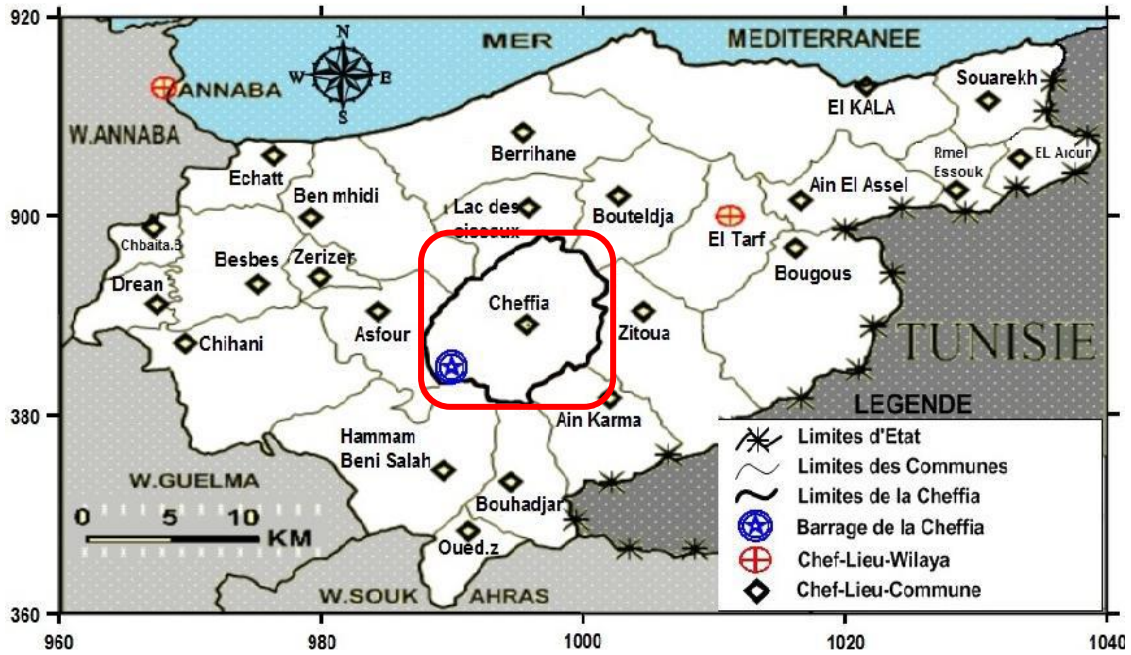 920
MER MEDITERRANEE
N
W E
S
ANNABA
W.ANNABA
El KALA
Souarekh
Echatt
Berrihane
Rmel
Essouk
EL Aioun
Ben mhidi
Ain El Assel
900
Lac des
oiseaux
Bouteldja
El Tarf
Chbaita.B
Besbes
Zerizer
Bougous
Drean
Cheffia
Asfour
Zitoua
Chihani
TUNISIE
380
Ain Karma
Hammam
Beni Salah
W.GUELMA
Bouhadjar
0 5 10
KM
Oued.z
W.SOUK AHRAS
360
LEGENDE
Limites d'Etat
Limites des Communes
Limites de la Cheffia
Barrage de la Cheffia
Chef-Lieu-Wilaya
Chef-Lieu-Commune
960 980 1000 1020 1040